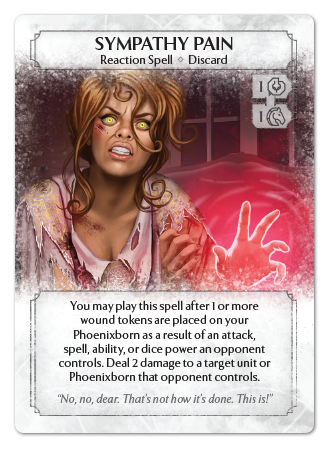 SYMPATHY PAIN
Reaction Spell ◇ Discard
1
1
You may play this spell after 1 or more
wound tokens are placed on your
Phoenixborn as a result of an attack,
spell, ability, or dice power an opponent
controls. Deal 2 damage to a target unit or
Phoenixborn that opponent controls.
“No, no, dear. That's not how it's done. This is!”